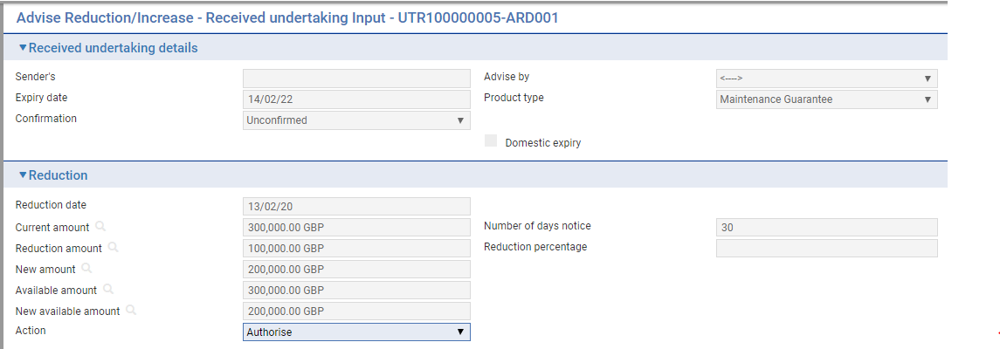 Advise Reduction/Increase - Received undertaking Input - UTR100000005-ARD001
Received undertaking details
Sender's
Advise by <---->
Expiry date 14/02/22 Product type Maintenance Guarantee
Confirmation Unconfirmed
Domestic expiry
Reduction
Reduction date 13/02/20
Current amount 300,000.00 GBP Number of days notice 30
Reduction amount 100,000.00 GBP Reduction percentage
New amount 200,000.00 GBP
Available amount 300,000.00 GBP
New available amount 200,000.00 GBP
Action Authorise